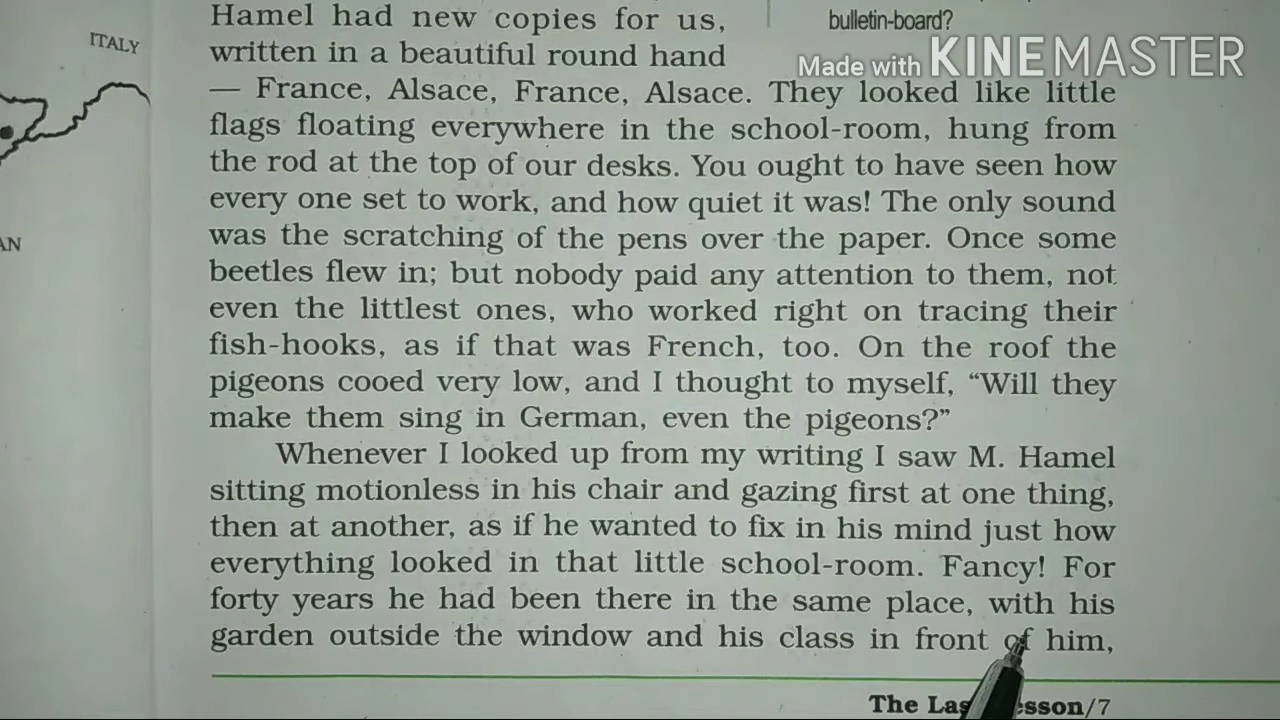 Hamel had new copies for us,
written in a beautiful round hand
— France, Alsace, France, Alsace. They looked like little
flags floating everywhere in the school-room, hung from
the rod at the top of our desks. You ought to have seen how
every one set to work, and how quiet it was! The only sound
was the scratching of the pens over the paper. Once some
beetles flew in; but nobody paid any attention to them, not
even the littlest ones, who worked right on tracing their
fish-hooks, as if that was French, too. On the roof the
pigeons cooed very low, and I thought to myself, “Will they
make them sing in German, even the pigeons?”
Whenever I looked up from my writing I saw M. Hamel
sitting motionless in his chair and gazing first at one thing,
then at another, as if he wanted to fix in his mind just how
everything looked in that little school-room. Fancy! For
forty years he had been there in the same place, with his
garden outside the window and his class in front of him,
The Last Lesson/7
bulletin-board?
Made with KINEMASTER
ITALY
AN